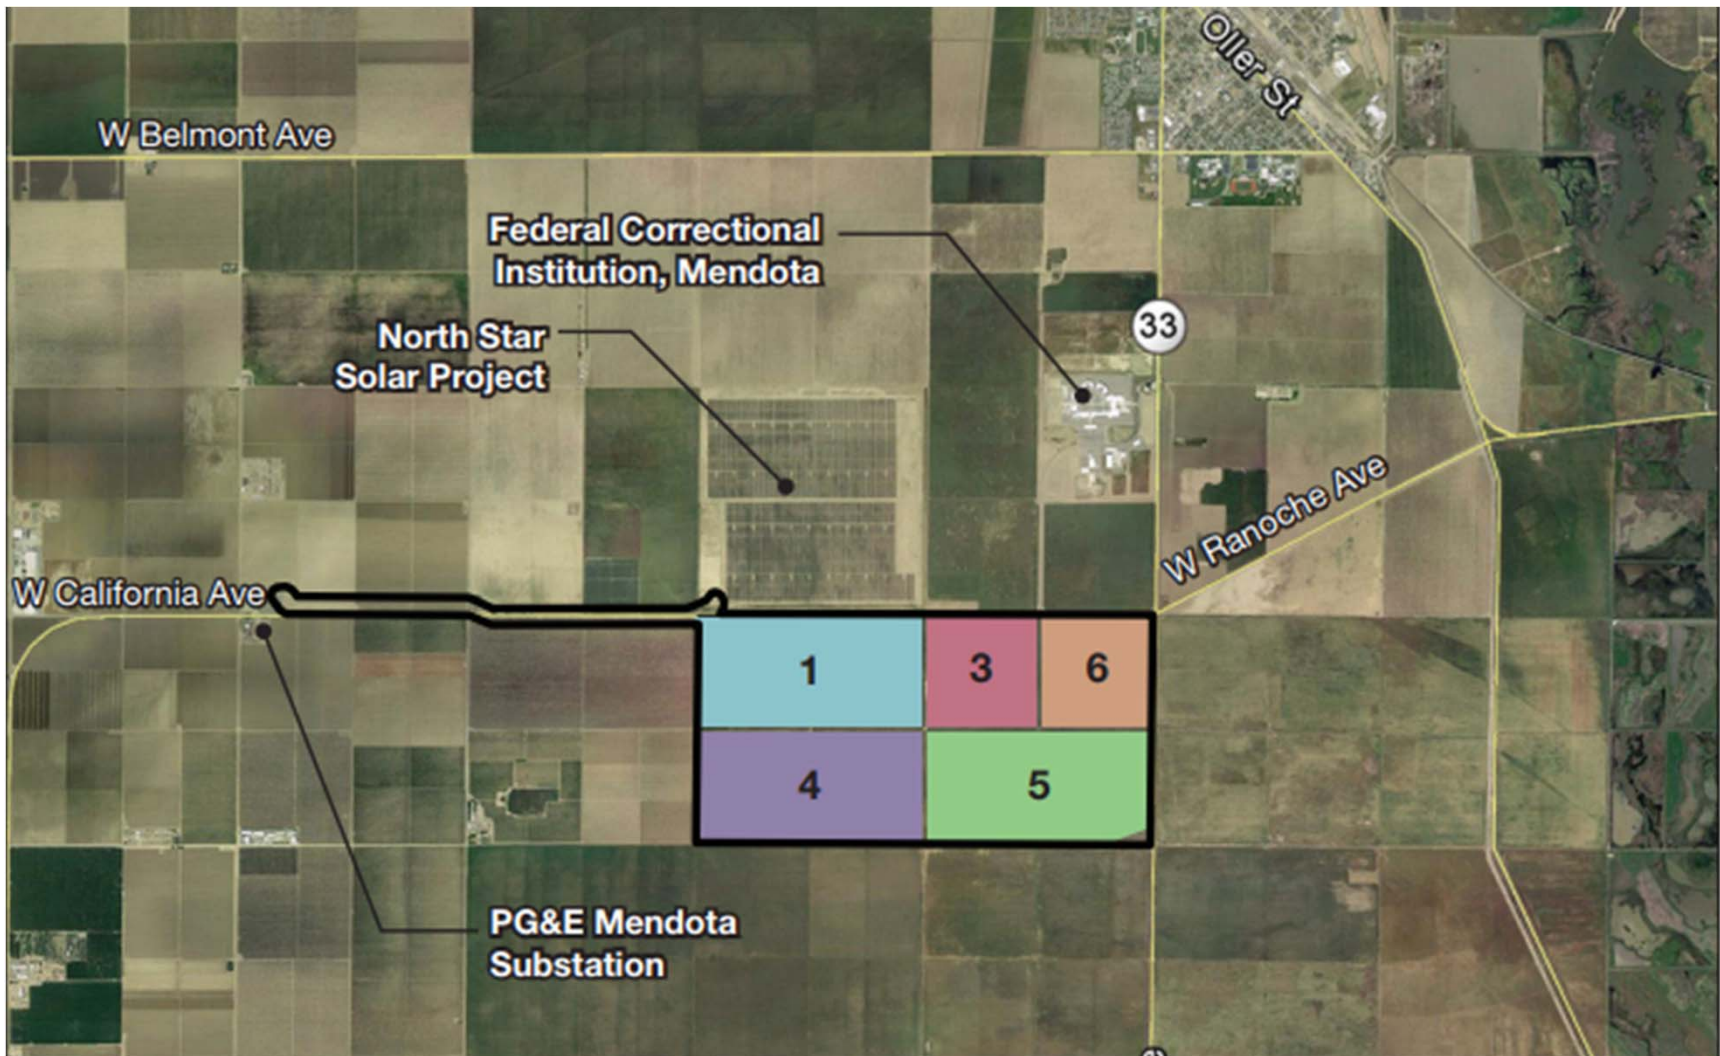 Oller St
W Belmont Ave
Federal Correctional
Institution, Mendota
33
North Star
Solar Project
W Ranoche Ave
W California Ave
1
3
6
4
5
PG&E Mendota
Substation